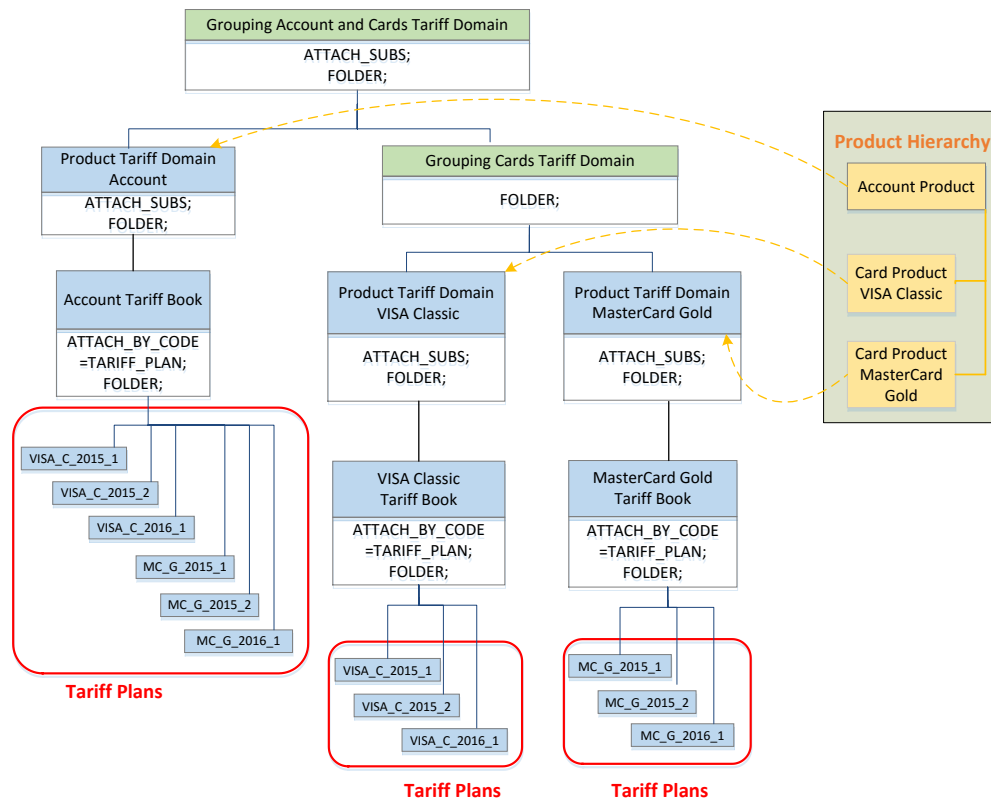 Grouping Account and Cards Tariff Domain
ATTACH_SUBS;
FOLDER;
Product Tariff Domain
Account
ATTACH_SUBS;
FOLDER;
Grouping Cards Tariff Domain
FOLDER;
Product Hierarchy
Account Product
Card Product
VISA Classic
Card Product
MasterCard
Gold
Account Tariff Book
ATTACH_BY_CODE
=TARIFF_PLAN;
FOLDER;
Product Tariff Domain
VISA Classic
ATTACH_SUBS;
FOLDER;
Product Tariff Domain
MasterCard Gold
ATTACH_SUBS;
FOLDER;
VISA_C_2015_1
VISA_C_2015_2
VISA_C_2016_1
MC_G_2015_1
MC_G_2015_2
MC_G_2016_1
Tariff Plans
VISA Classic
Tariff Book
ATTACH_BY_CODE
=TARIFF_PLAN;
FOLDER;
MasterCard Gold
Tariff Book
ATTACH_BY_CODE
=TARIFF_PLAN;
FOLDER;
VISA_C_2015_1
VISA_C_2015_2
VISA_C_2016_1
Tariff Plans
MC_G_2015_1
MC_G_2015_2
MC_G_2016_1
Tariff Plans